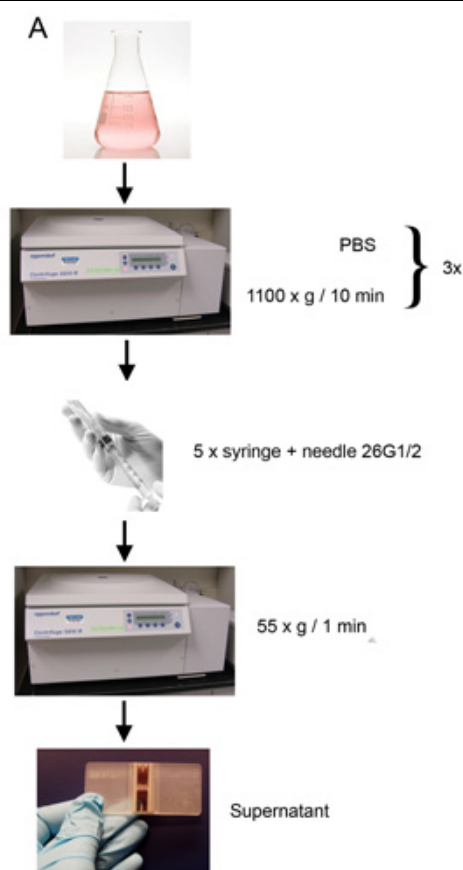 A
PBS
1100 x g / 10 min
3x
5 x syringe + needle 26G1/2
55 x g / 1 min
Supernatant